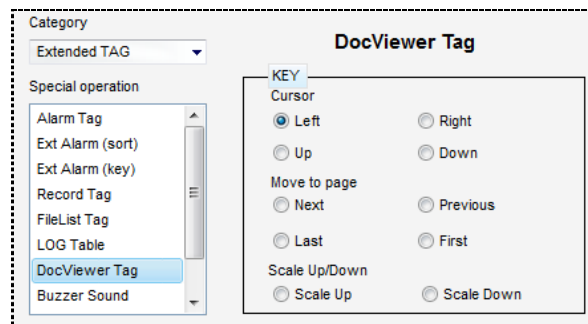 Category
Extended TAG
Special operation
Alarm Tag
Ext Alarm (sort)
Ext Alarm (key)
Record Tag
FileList Tag
LOG Table
DocViewer Tag
Buzzer Sound
DocViewer Tag
KEY
Cursor
Left Right
Up Down
Move to page
Next Previous
Last First
Scale Up/Down
Scale Up Scale Down